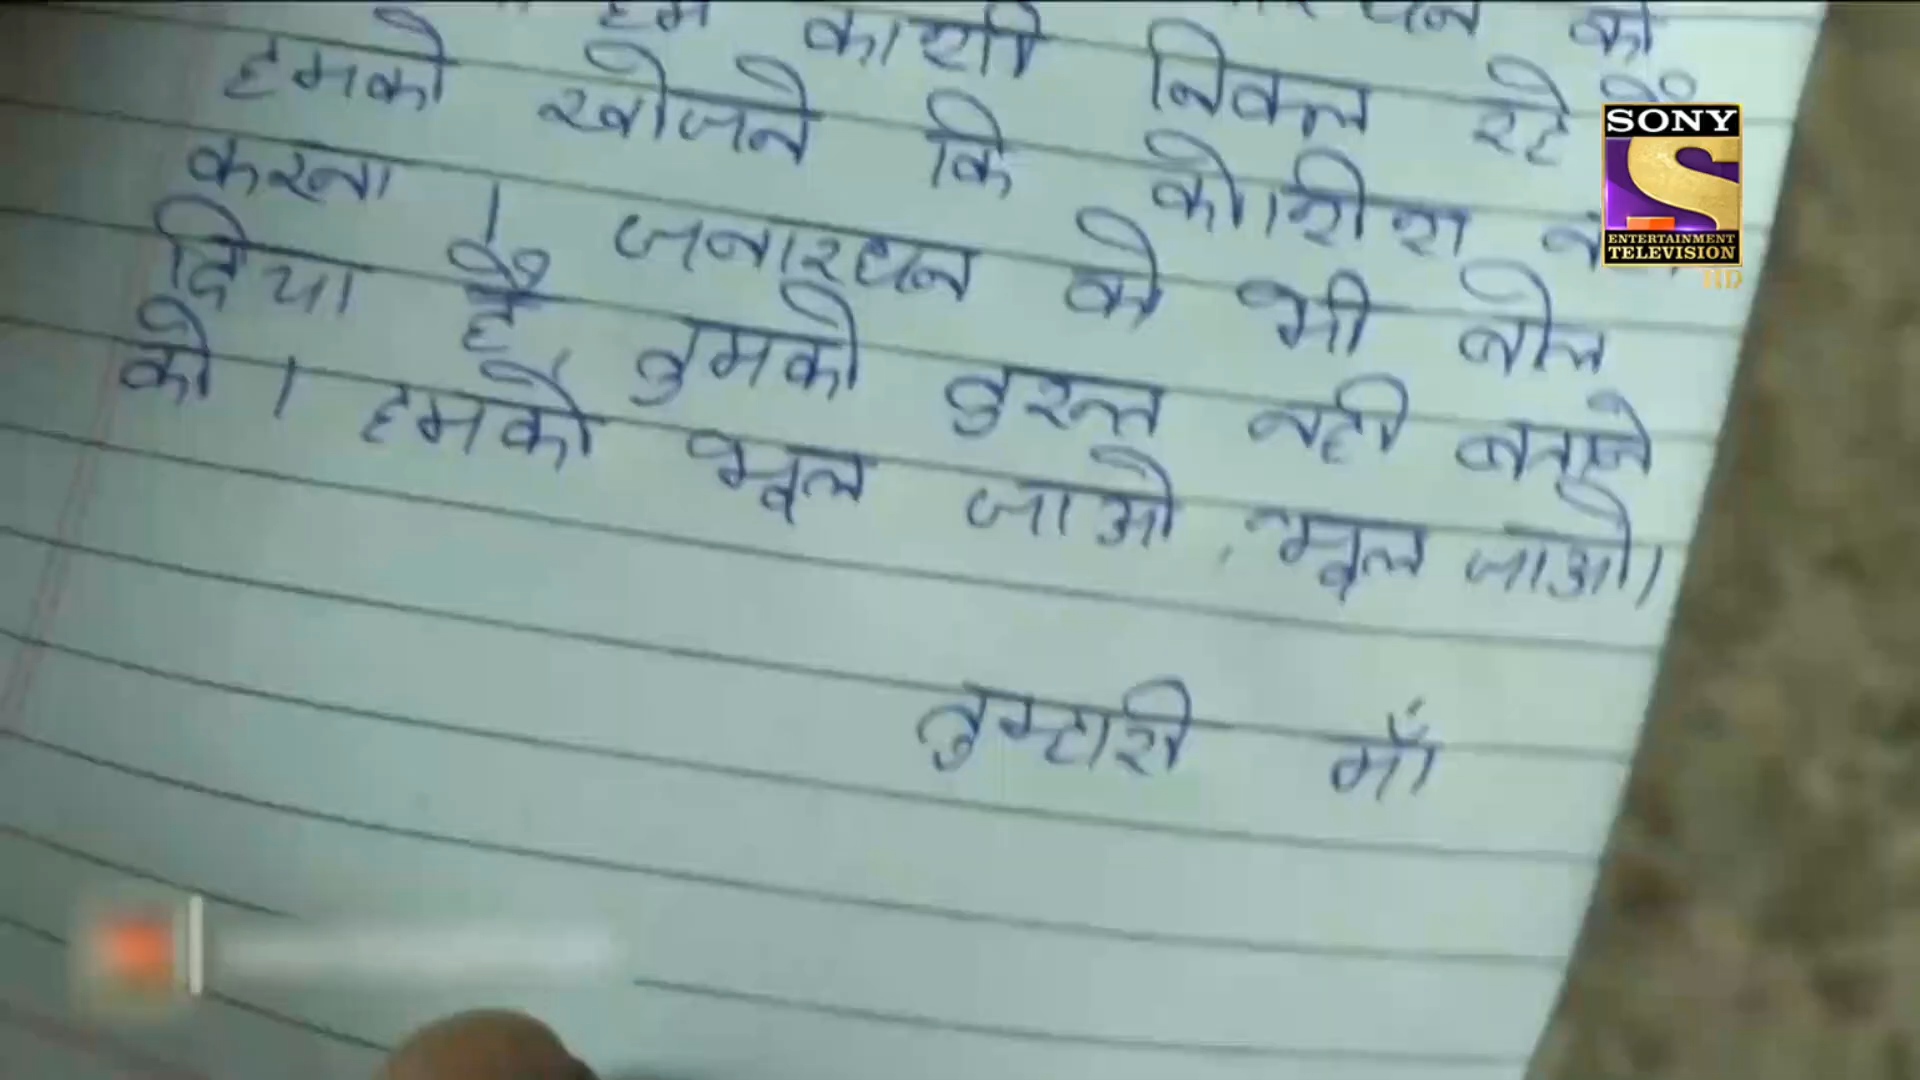 हम काशी निकल रहे हैं
हमको खोजने कि कोशिश
करना । जनारधन को भी बोल
दिया है, तुमको तुरन्त नही बताने
को । हमको भूल जाओ, भूल जाओ।
तुम्हारी माँ
SONY
ENTERTAINMENT
TELEVISION
HD